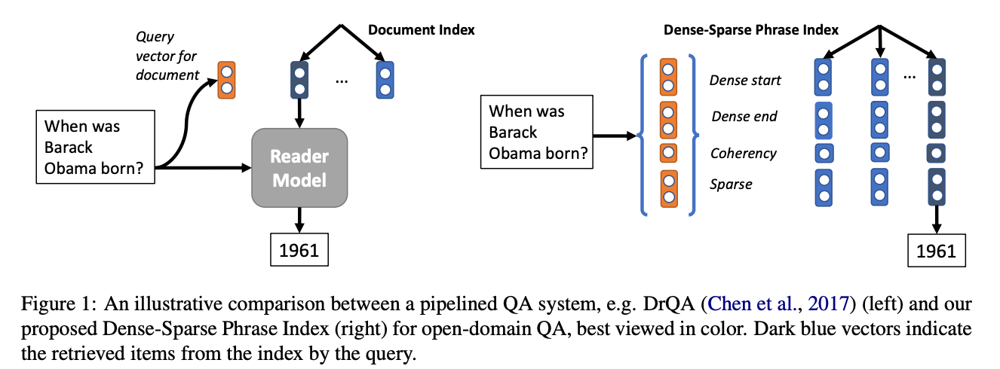 Query
vector for
document
Document Index
...
When was
Barack
Obama born?
Reader
Model
1961
Dense-Sparse Phrase Index
When was
Barack
Obama born?
Dense start
Dense end
Coherency
Sparse
...
1961
Figure 1: An illustrative comparison between a pipelined QA system, e.g. DrQA (Chen et al., 2017) (left) and our
proposed Dense-Sparse Phrase Index (right) for open-domain QA, best viewed in color. Dark blue vectors indicate
the retrieved items from the index by the query.